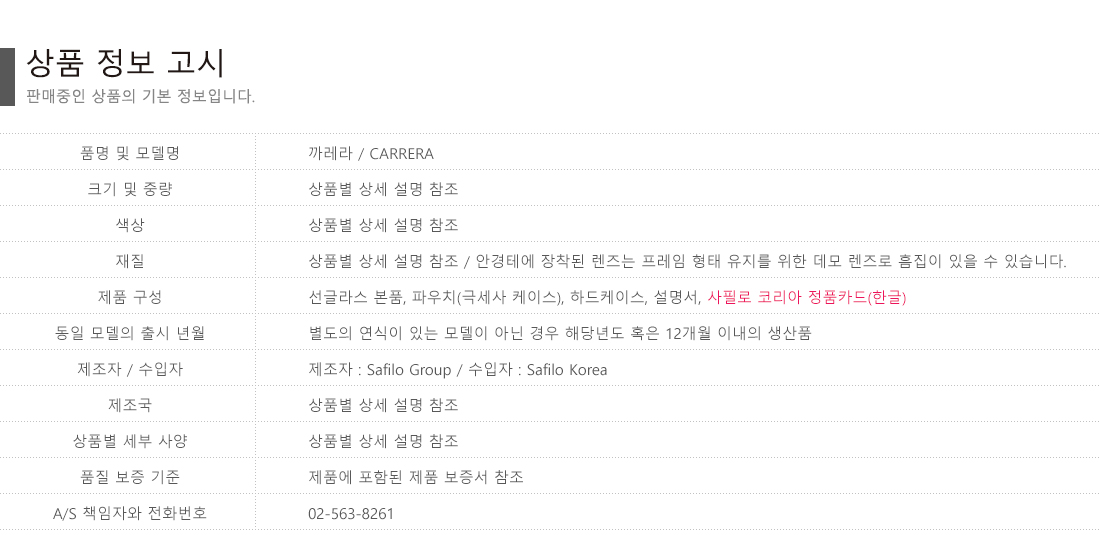 상품 정보 고시
판매중인 상품의 기본 정보입니다.
품명 및 모델명 까레라 / CARRERA
크기 및 중량 상품별 상세 설명 참조
색상 상품별 상세 설명 참조
재질 상품별 상세 설명 참조 / 안경테에 장착된 렌즈는 프레임 형태 유지를 위한 데모 렌즈로 흠집이 있을 수 있습니다.
제품 구성 선글라스 본품, 파우치(극세사 케이스), 하드케이스, 설명서, 사필로 코리아 정품카드(한글)
동일 모델의 출시 년월 별도의 연식이 있는 모델이 아닌 경우 해당년도 혹은 12개월 이내의 생산품
제조자 / 수입자 제조자 : Safilo Group / 수입자 : Safilo Korea
제조국 상품별 상세 설명 참조
상품별 세부 사양 상품별 상세 설명 참조
품질 보증 기준 제품에 포함된 제품 보증서 참조
A/S 책임자와 전화번호 02-563-8261